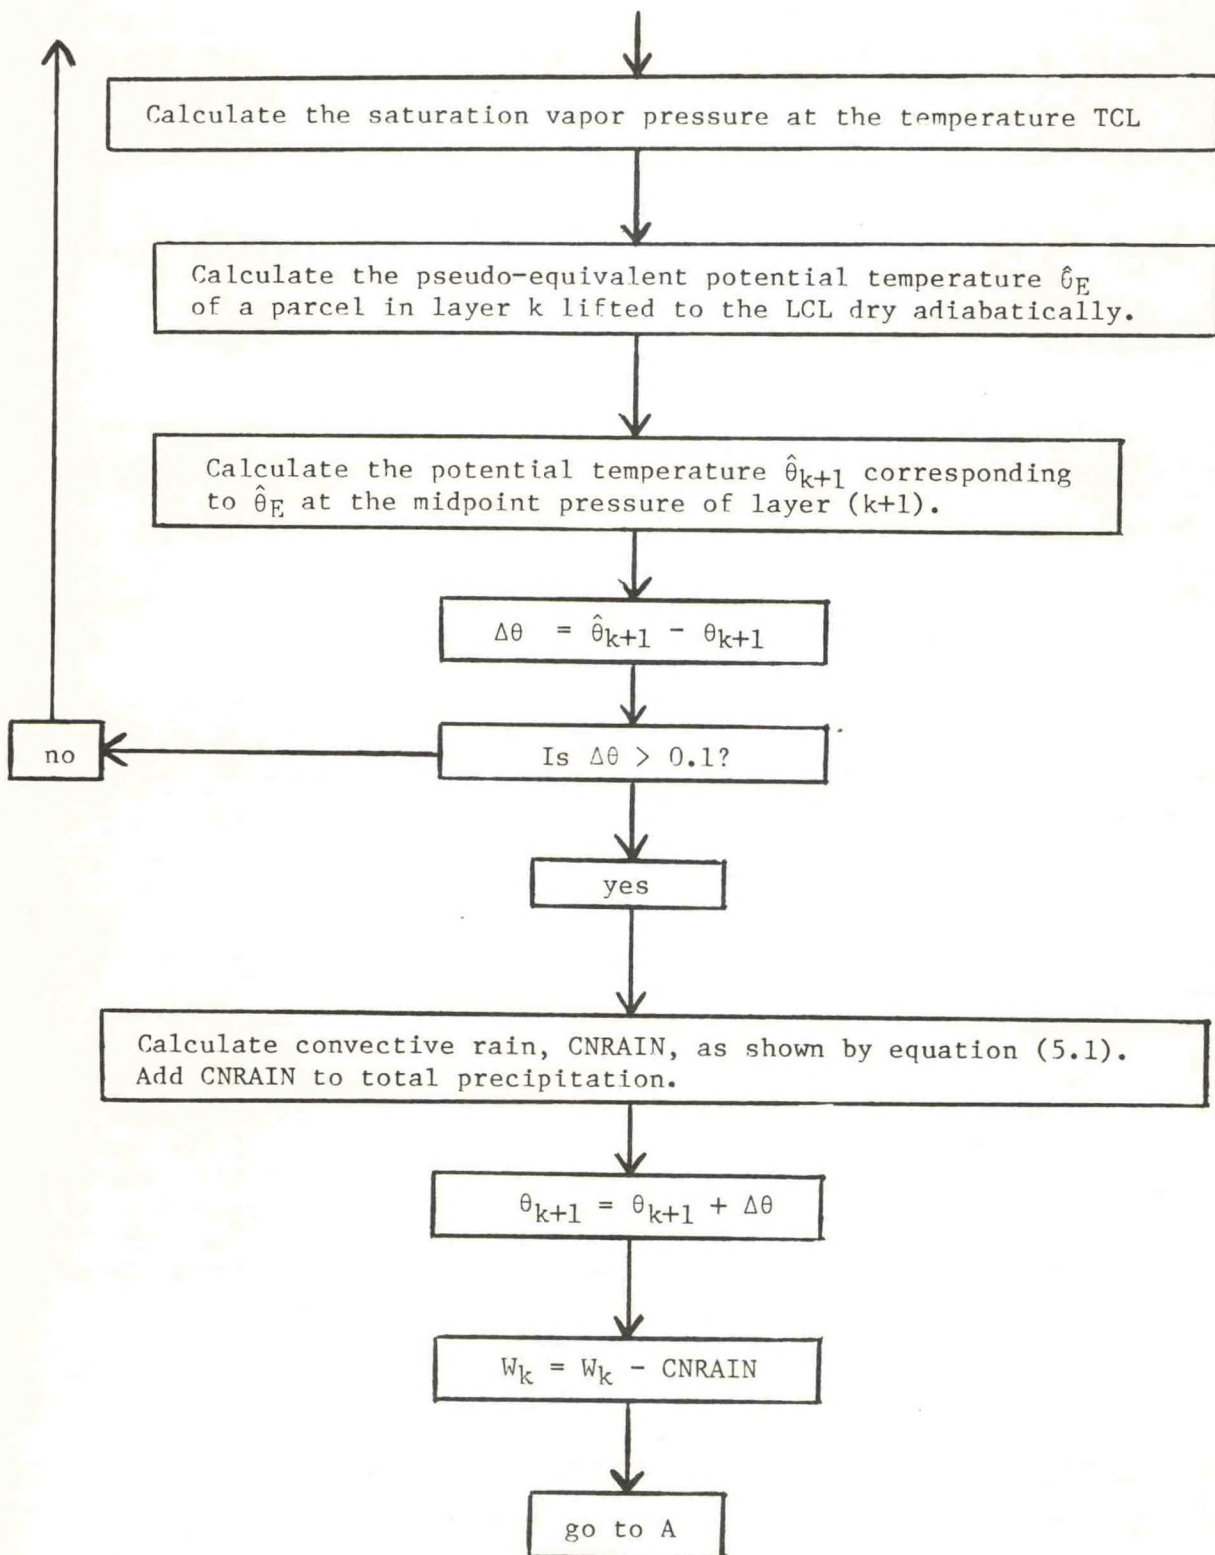 Calculate the saturation vapor pressure at the temperature TCL
Calculate the pseudo-equivalent potential temperature θ̂E
of a parcel in layer k lifted to the LCL dry adiabatically.
Calculate the potential temperature θ̂k+1 corresponding
to θ̂E at the midpoint pressure of layer (k+1).
Δθ = θ̂k+1 - θk+1
no
Is Δθ > 0.1?
yes
Calculate convective rain, CNRAIN, as shown by equation (5.1).
Add CNRAIN to total precipitation.
θk+1 = θk+1 + Δθ
Wk = Wk - CNRAIN
go to A